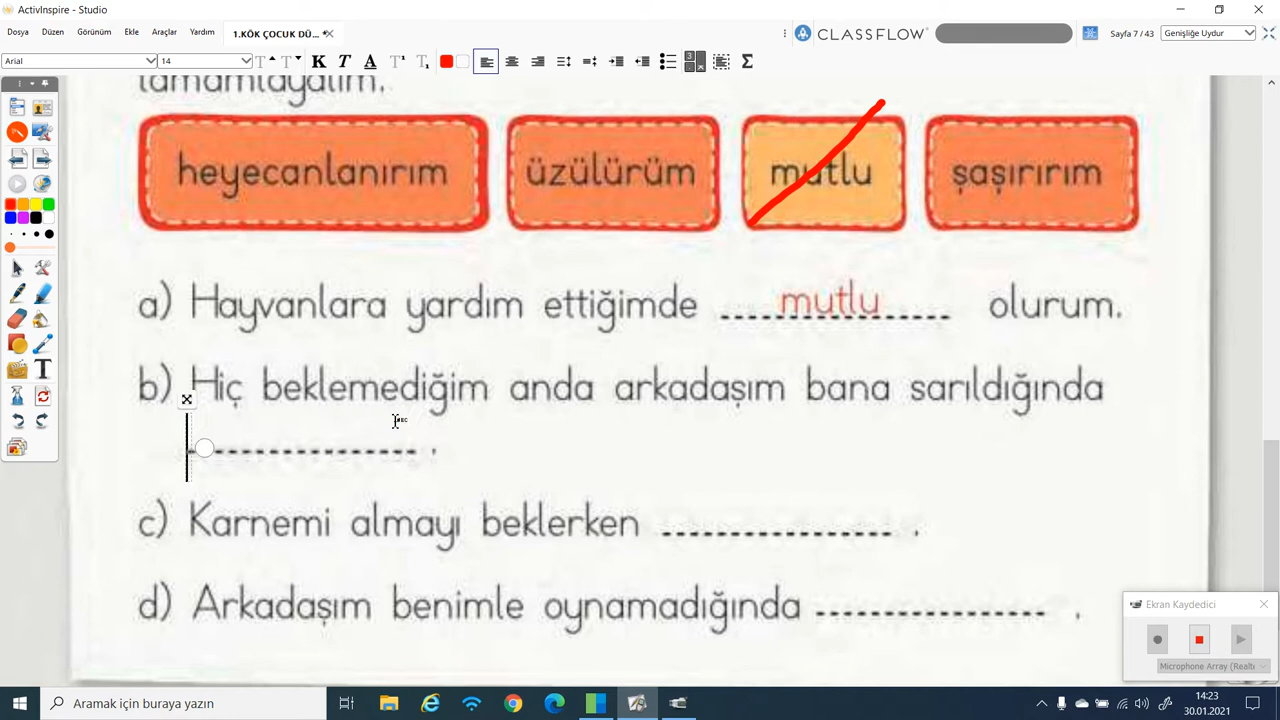 ActivInspire - Studio
Dosya Düzen Görünüm Ekle Araçlar Yardım
1.KÖK ÇOCUK DÜ...
CLASSFLOW
Sayfa 7 / 43
Genişliğe Uydur
Arial
14
tamamlayalım.
heyecanlanırım üzülürüm mutlu şaşırırım
a) Hayvanlara yardım ettiğimde mutlu olurum.
b) Hiç beklemediğim anda arkadaşım bana sarıldığında
.
c) Karnemi almayı beklerken .
d) Arkadaşım benimle oynamadığında .
Ekran Kaydedici
Microphone Array (Realte
Aramak için buraya yazın
14:23
30.01.2021